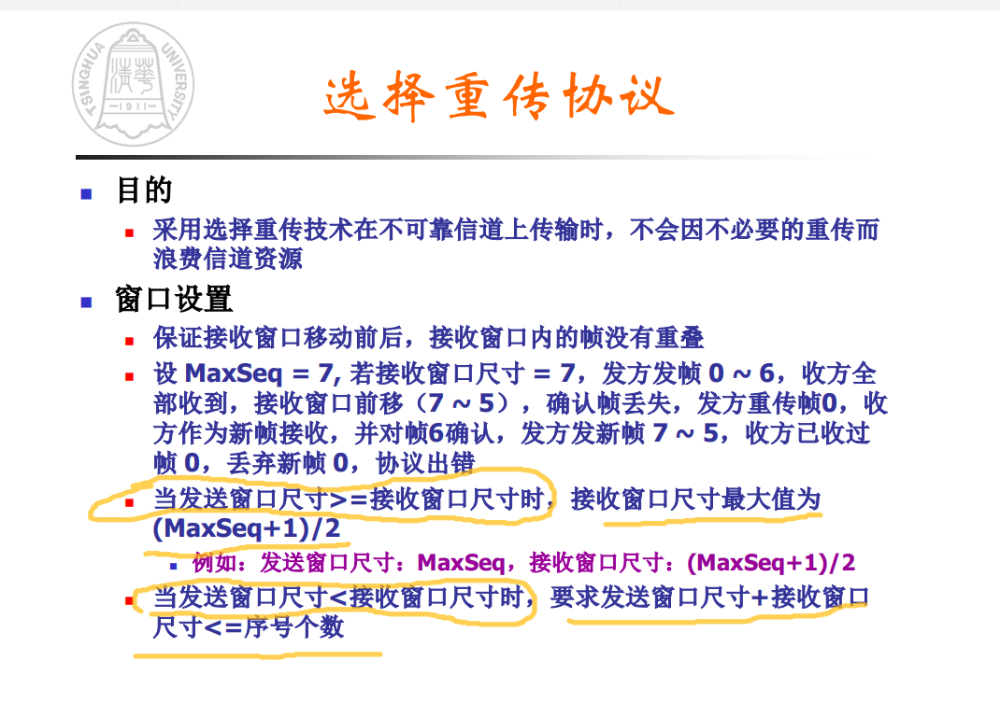 TSINGHUA UNIVERSITY
清華
1911
选择重传协议
目的
采用选择重传技术在不可靠信道上传输时，不会因不必要的重传而
浪费信道资源
窗口设置
保证接收窗口移动前后，接收窗口内的帧没有重叠
设 MaxSeq = 7, 若接收窗口尺寸 = 7，发方发帧 0 ~ 6，收方全
部收到，接收窗口前移（7 ~ 5），确认帧丢失，发方重传帧0，收
方作为新帧接收，并对帧6确认，发方发新帧 7 ~ 5，收方已收过
帧 0，丢弃新帧 0，协议出错
当发送窗口尺寸>=接收窗口尺寸时，接收窗口尺寸最大值为
(MaxSeq+1)/2
例如：发送窗口尺寸：MaxSeq，接收窗口尺寸：(MaxSeq+1)/2
当发送窗口尺寸<接收窗口尺寸时，要求发送窗口尺寸+接收窗口
尺寸<=序号个数